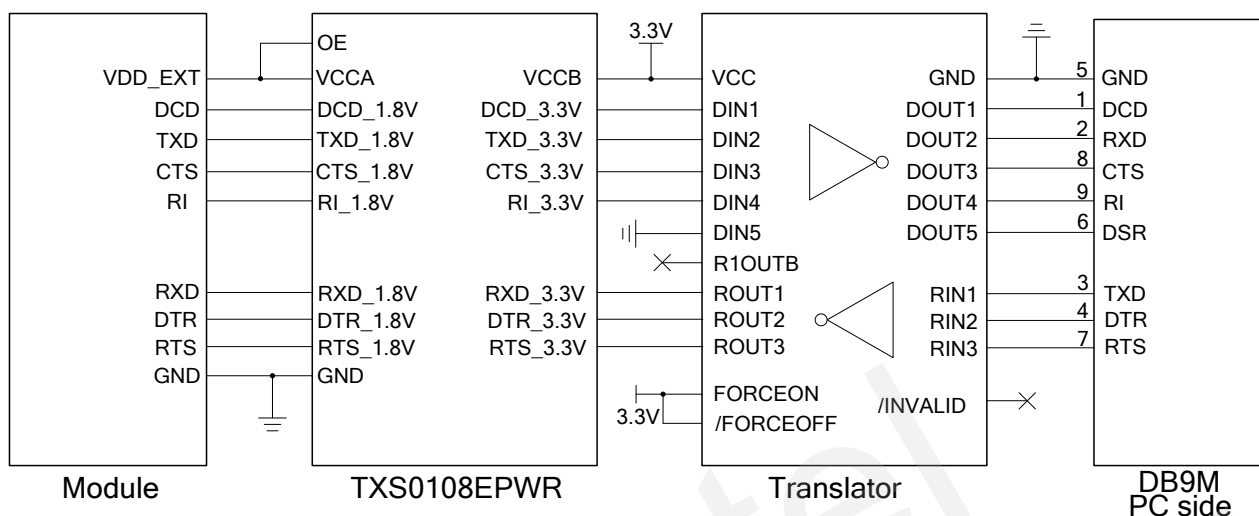 3.3V
OE
VDD_EXT VCCA VCCB VCC GND 5 GND
DCD DCD_1.8V DCD_3.3V DIN1 DOUT1 1 DCD
TXD TXD_1.8V TXD_3.3V DIN2 DOUT2 2 RXD
CTS CTS_1.8V CTS_3.3V DIN3 DOUT3 8 CTS
RI RI_1.8V RI_3.3V DIN4 DOUT4 9 RI
DIN5 DOUT5 6 DSR
R1OUTB
RXD RXD_1.8V RXD_3.3V ROUT1 RIN1 3 TXD
DTR DTR_1.8V DTR_3.3V ROUT2 RIN2 4 DTR
RTS RTS_1.8V RTS_3.3V ROUT3 RIN3 7 RTS
GND GND
FORCEON
/INVALID
3.3V
/FORCEOFF
Module TXS0108EPWR Translator DB9M
PC side